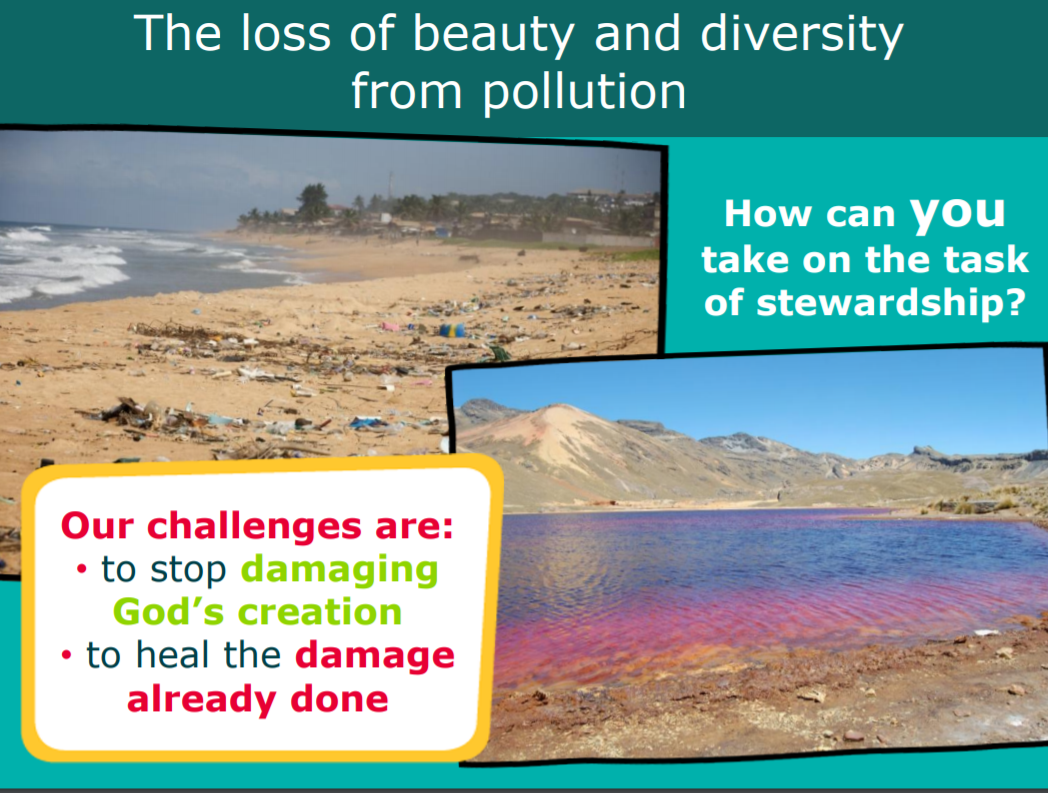 The loss of beauty and diversity
from pollution
How can you
take on the task
of stewardship?
Our challenges are:
• to stop damaging
God’s creation
• to heal the damage
already done